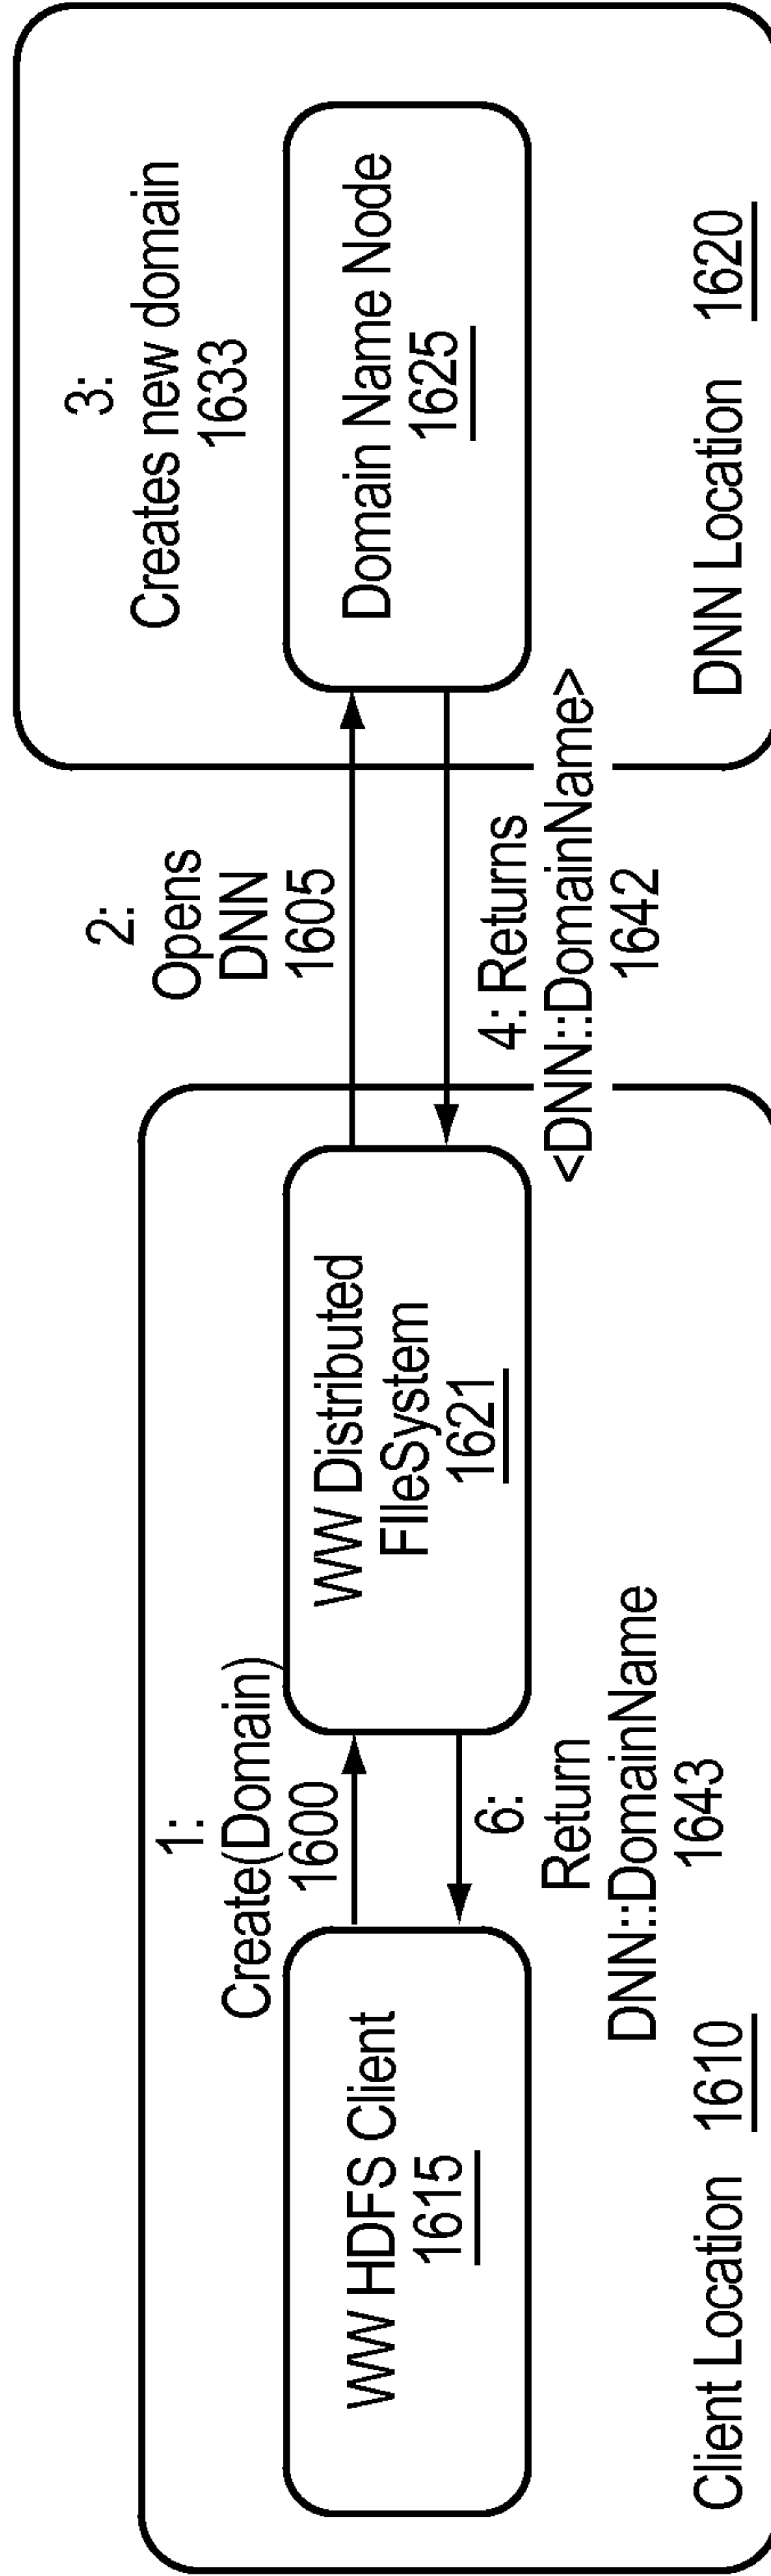 1:
Create(Domain)
1600
WW HDFS Client
1615
WW Distributed
FIleSystem
1621
6:
Return
DNN::DomainName
1643
Client Location 1610
2:
Opens
DNN
1605
4: Returns
<DNN::DomainName>
1642
3:
Creates new domain
1633
Domain Name Node
1625
DNN Location 1620